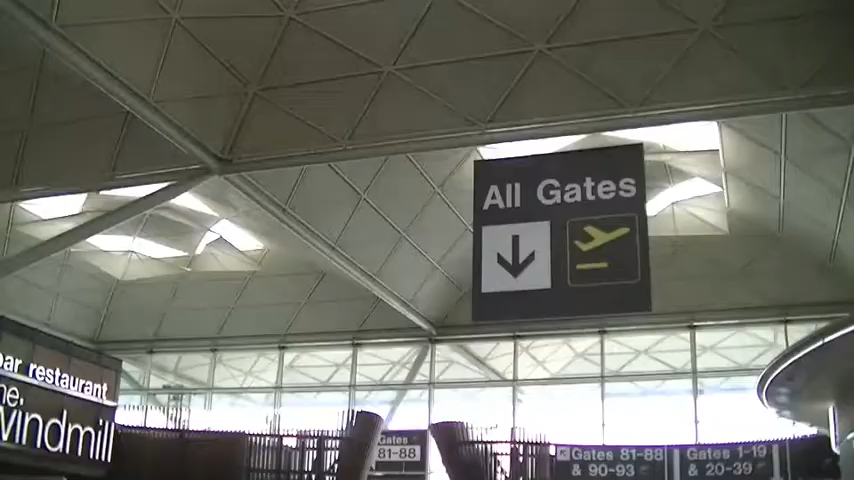 All Gates
bar restaurant
windmill
Gates
81-88
Gates 81-88
& 90-93
Gates 1-19
& 20-39